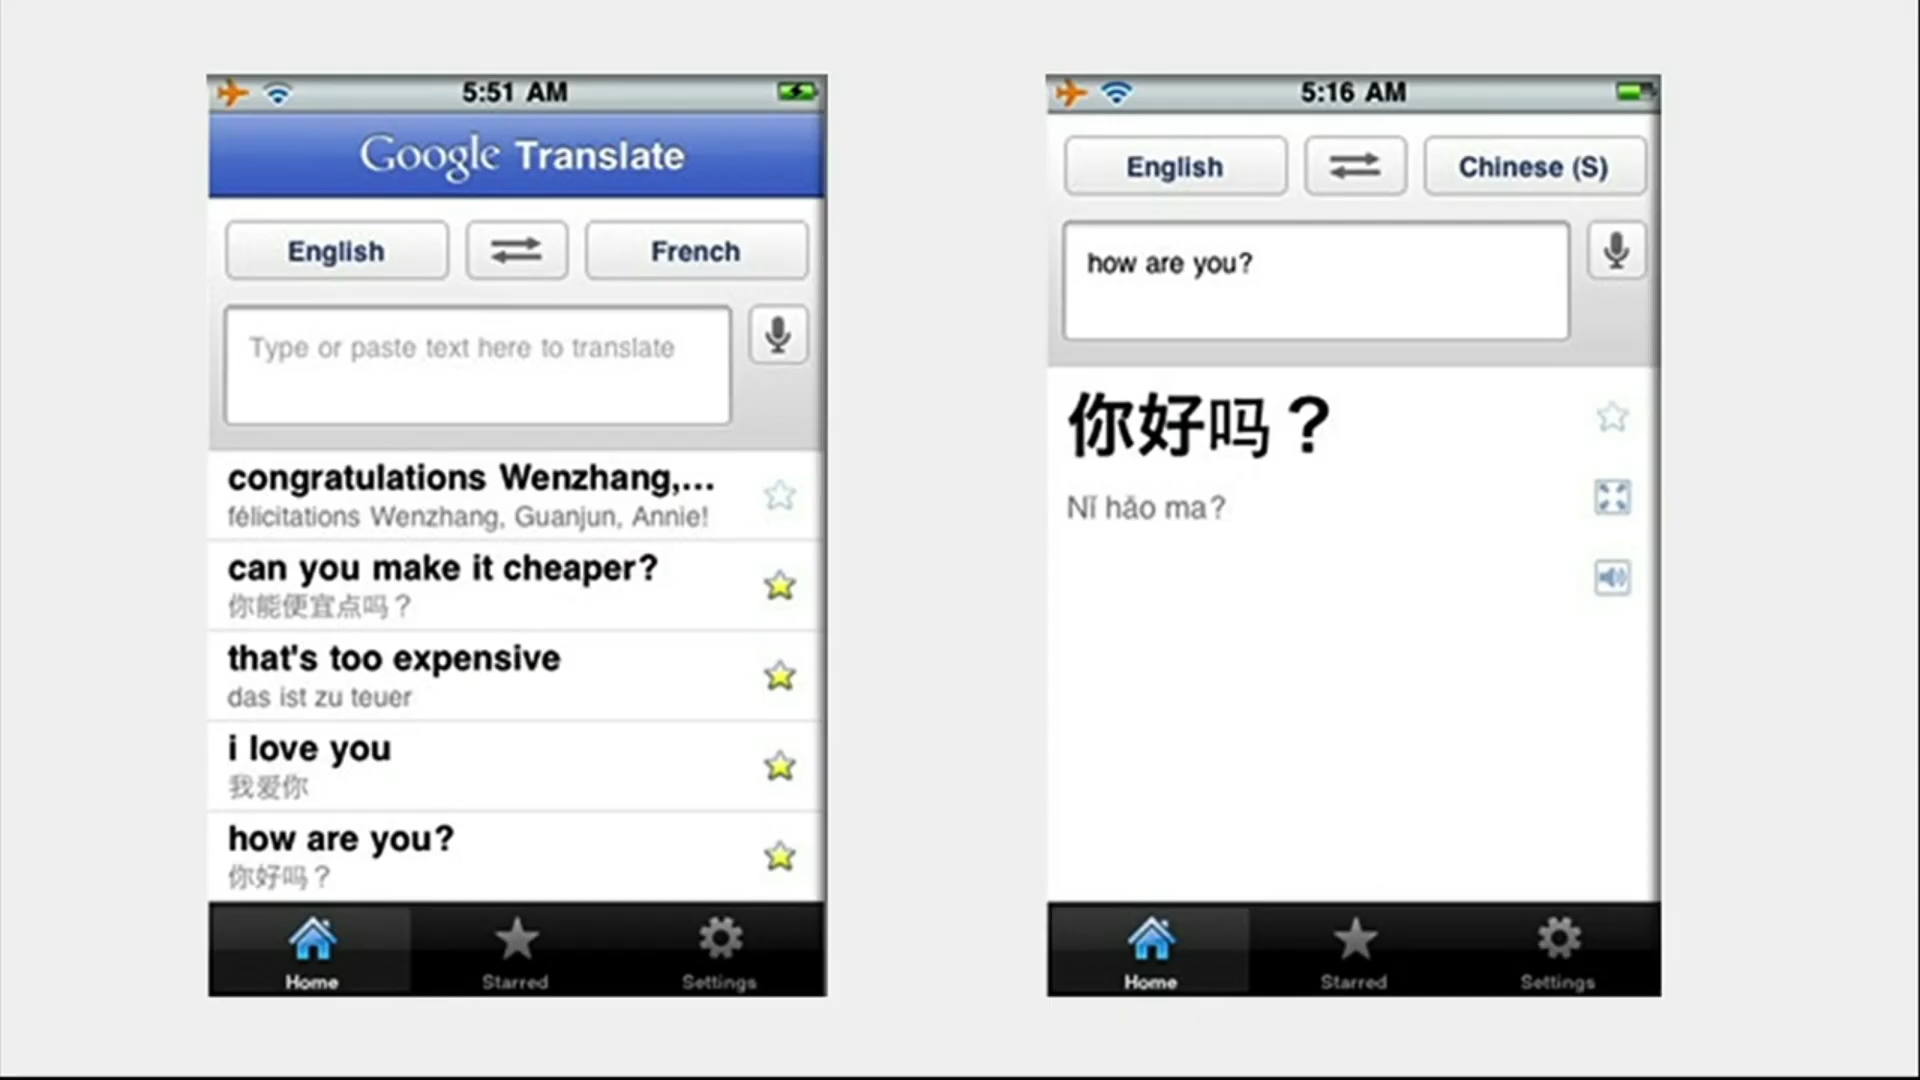 5:51 AM
Google Translate
English
French
Type or paste text here to translate
congratulations Wenzhang,...
félicitations Wenzhang, Guanjun, Annie!
can you make it cheaper?
你能便宜点吗？
that's too expensive
das ist zu teuer
i love you
我爱你
how are you?
你好吗？
Home
Starred
Settings
5:16 AM
English
Chinese (S)
how are you?
你好吗？
Nǐ hǎo ma?
Home
Starred
Settings